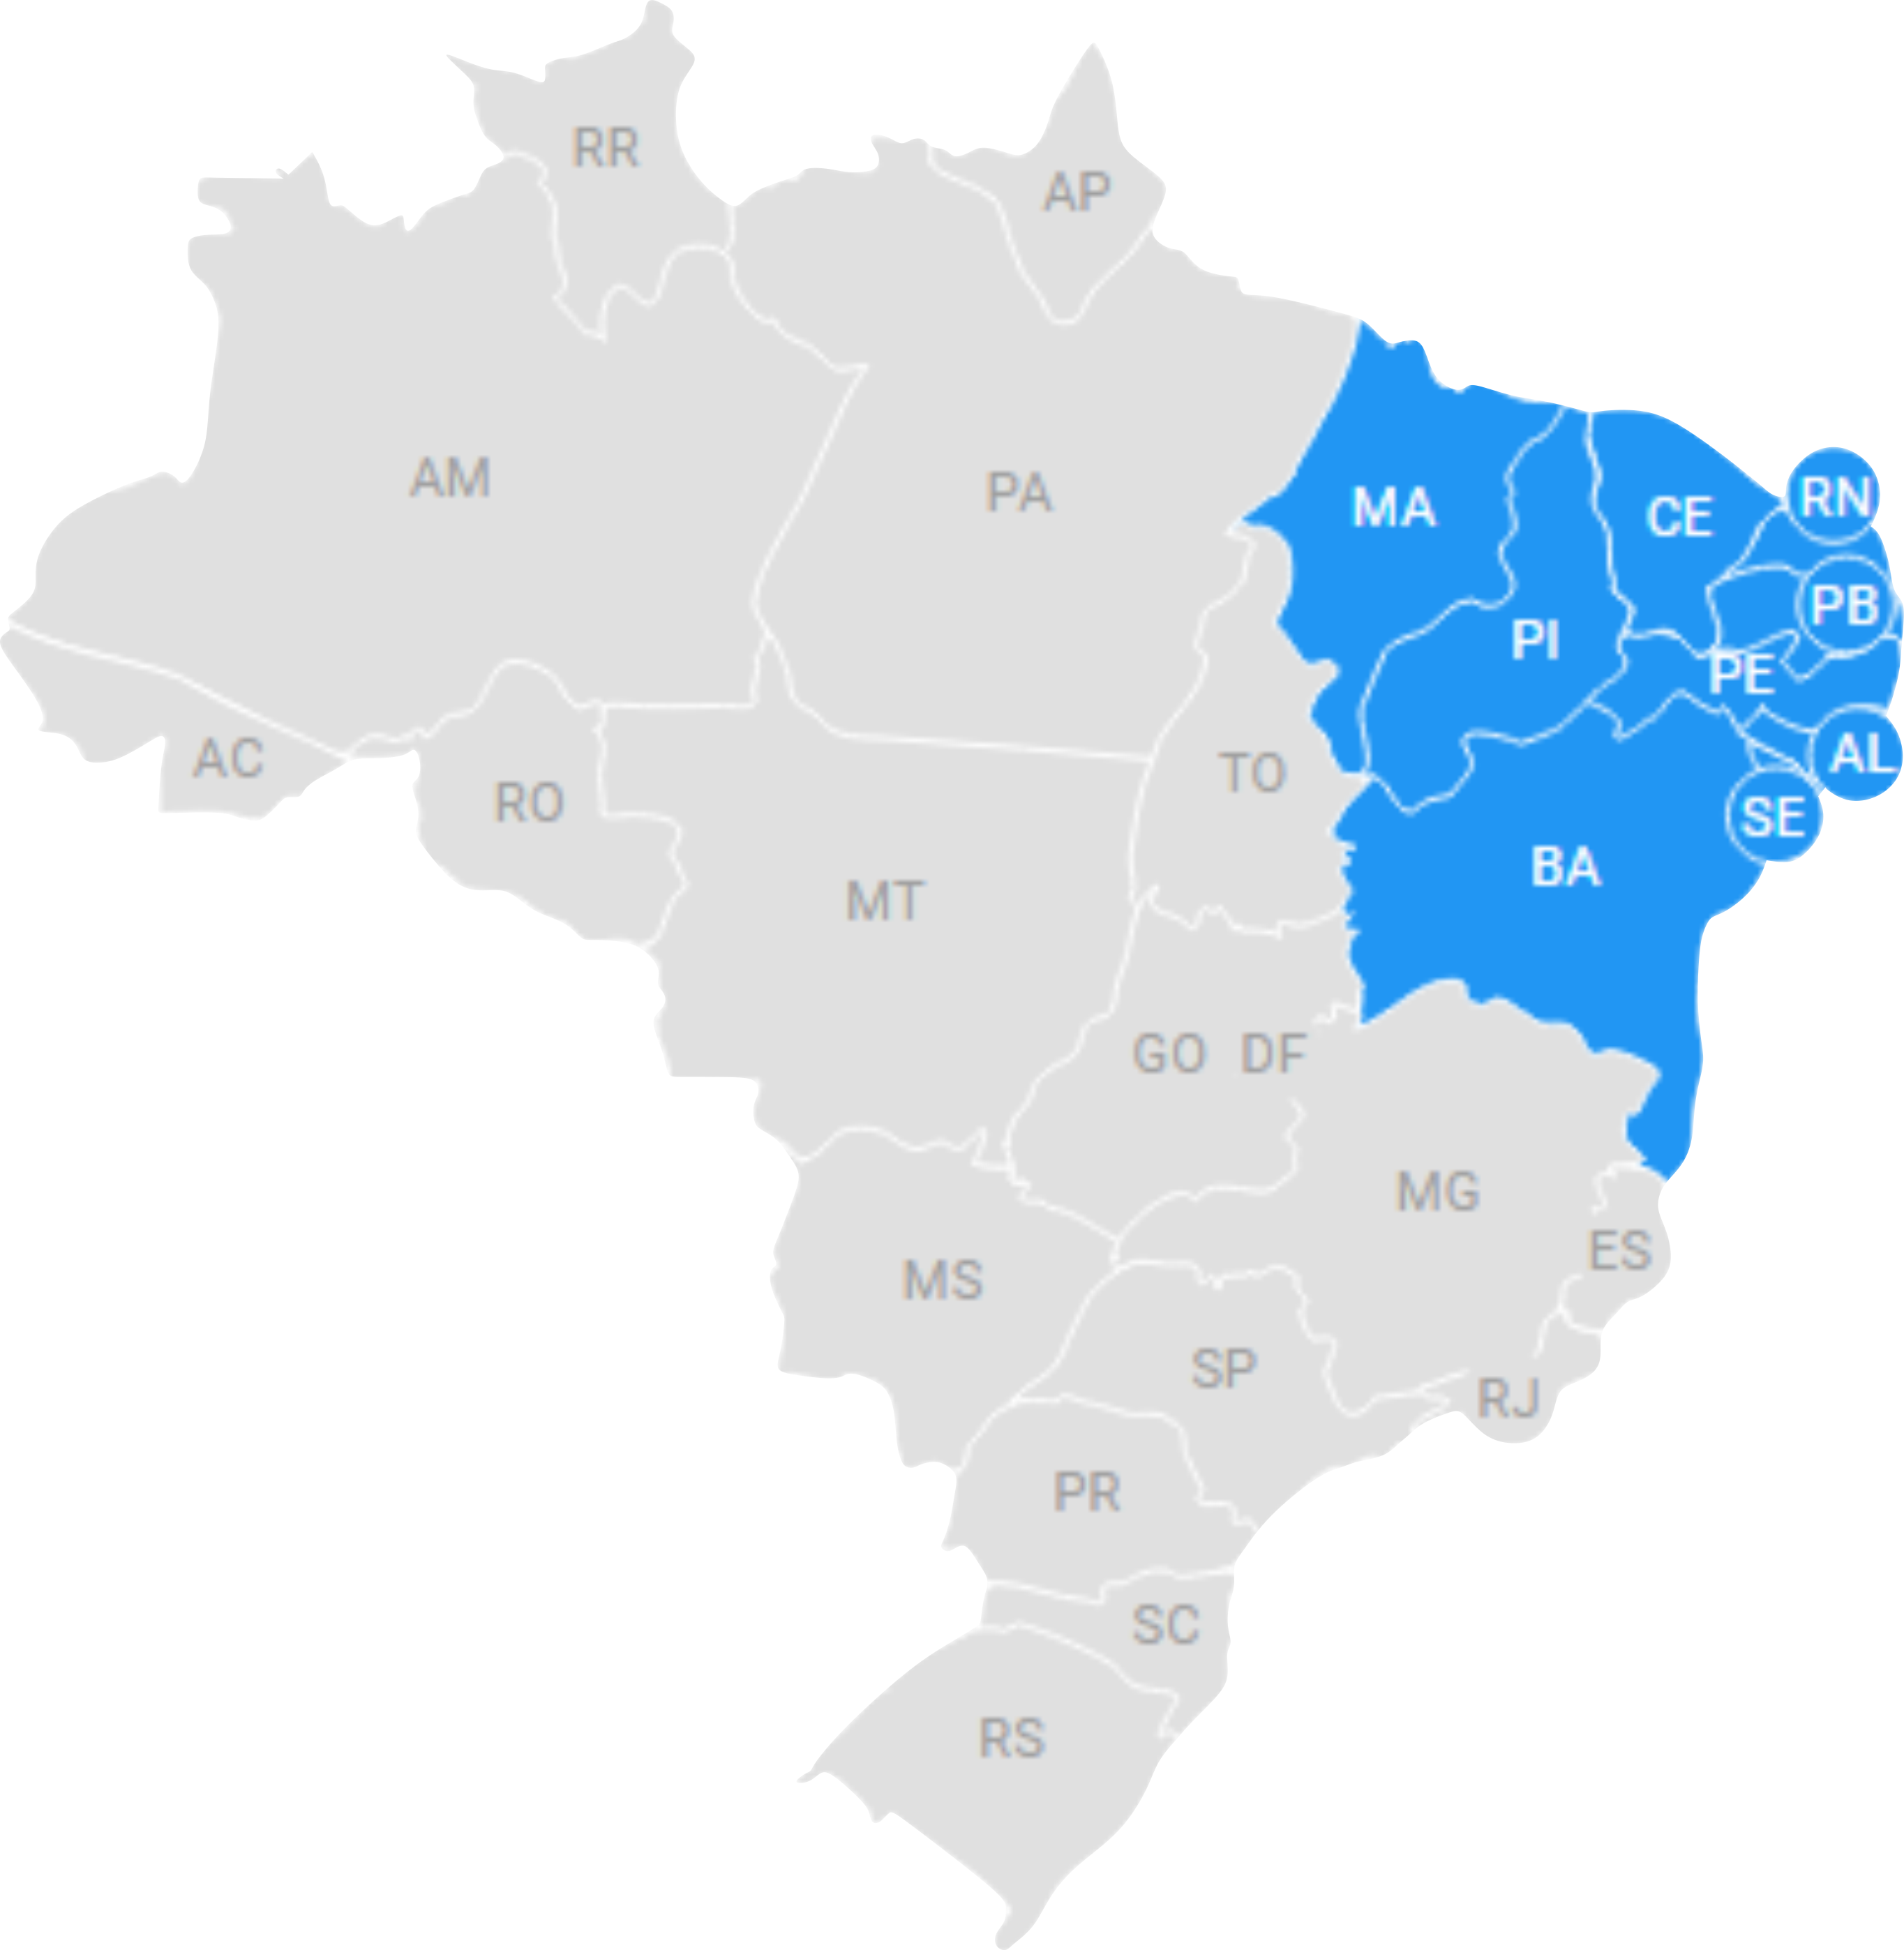 RR
AP
AM
PA
MA
CE
RN
PB
PI
PE
AL
SE
AC
RO
TO
BA
MT
GO
DF
MG
ES
MS
SP
RJ
PR
SC
RS